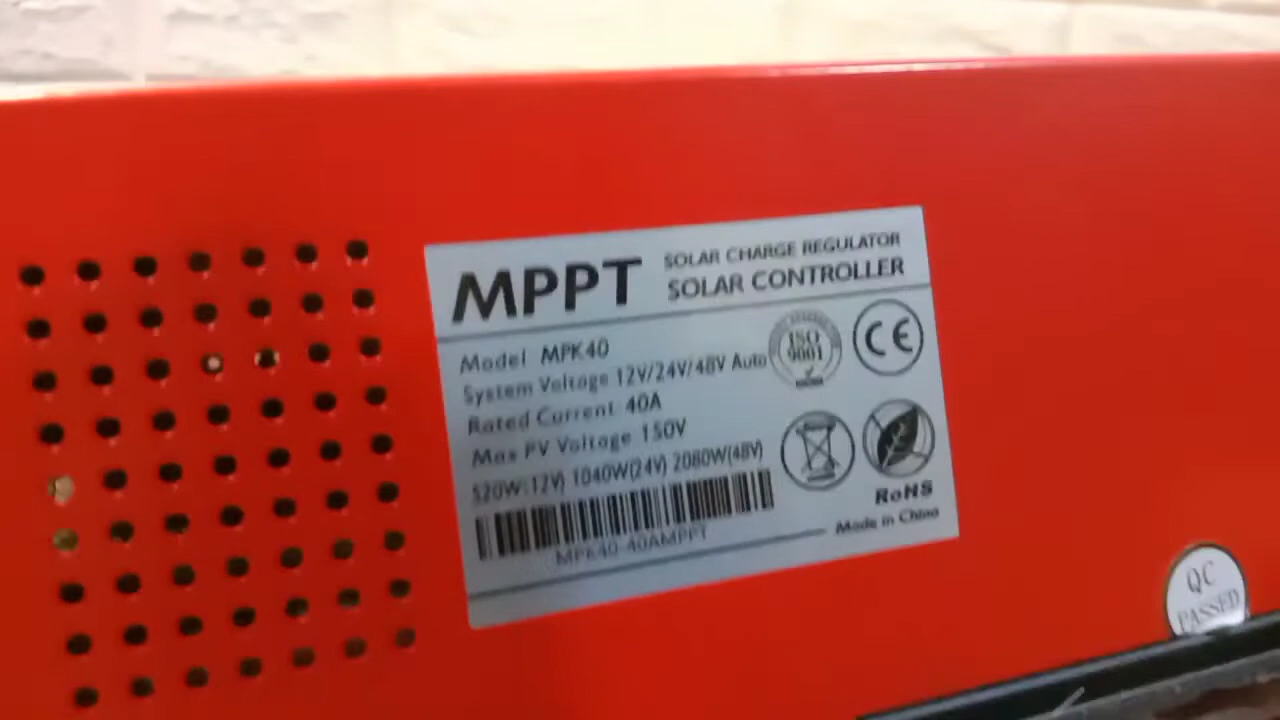 MPPT
SOLAR CHARGE REGULATOR
SOLAR CONTROLLER
Model MPK40
System Voltage 12V/24V/48V Auto
Rated Current 40A
Max PV Voltage 150V
520W(12V) 1040W(24V) 2080W(48V)
MPK40-40AMPPT
ISO
9001
CE
RoNS
Made in China
QC
PASSED